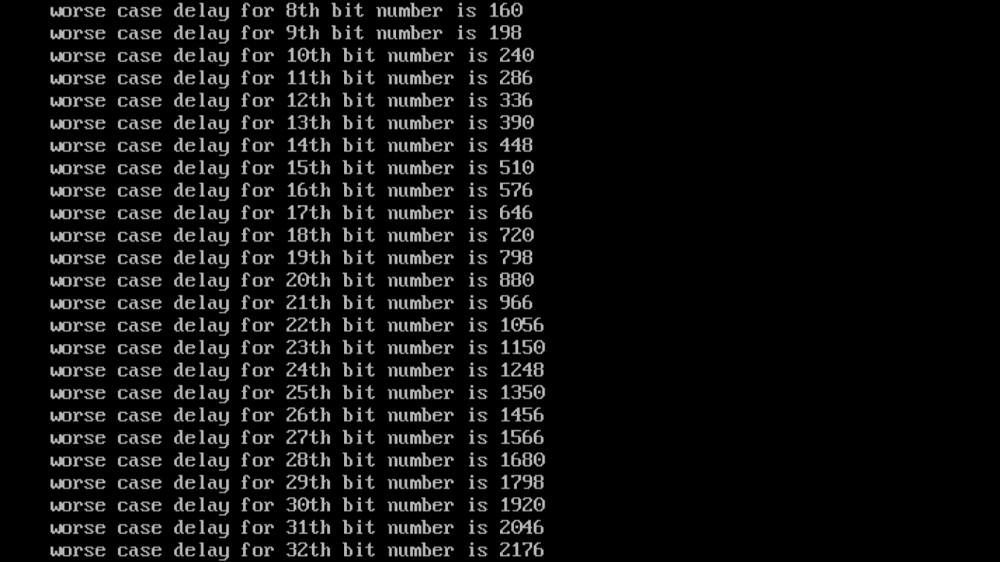 worse case delay for 8th bit number is 160
worse case delay for 9th bit number is 198
worse case delay for 10th bit number is 240
worse case delay for 11th bit number is 286
worse case delay for 12th bit number is 336
worse case delay for 13th bit number is 390
worse case delay for 14th bit number is 448
worse case delay for 15th bit number is 510
worse case delay for 16th bit number is 576
worse case delay for 17th bit number is 646
worse case delay for 18th bit number is 720
worse case delay for 19th bit number is 798
worse case delay for 20th bit number is 880
worse case delay for 21th bit number is 966
worse case delay for 22th bit number is 1056
worse case delay for 23th bit number is 1150
worse case delay for 24th bit number is 1248
worse case delay for 25th bit number is 1350
worse case delay for 26th bit number is 1456
worse case delay for 27th bit number is 1566
worse case delay for 28th bit number is 1680
worse case delay for 29th bit number is 1798
worse case delay for 30th bit number is 1920
worse case delay for 31th bit number is 2046
worse case delay for 32th bit number is 2176